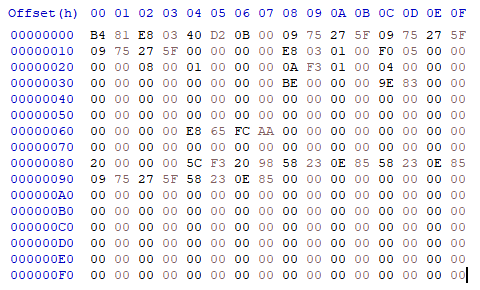 Offset(h) 00 01 02 03 04 05 06 07 08 09 0A 0B 0C 0D 0E 0F
00000000 B4 81 E8 03 40 D2 0B 00 09 75 27 5F 09 75 27 5F
00000010 09 75 27 5F 00 00 00 00 E8 03 01 00 F0 05 00 00
00000020 00 00 08 00 01 00 00 00 0A F3 01 00 04 00 00 00
00000030 00 00 00 00 00 00 00 00 BE 00 00 00 9E 83 00 00
00000040 00 00 00 00 00 00 00 00 00 00 00 00 00 00 00 00
00000050 00 00 00 00 00 00 00 00 00 00 00 00 00 00 00 00
00000060 00 00 00 00 E8 65 FC AA 00 00 00 00 00 00 00 00
00000070 00 00 00 00 00 00 00 00 00 00 00 00 00 00 00 00
00000080 20 00 00 00 5C F3 20 98 58 23 0E 85 58 23 0E 85
00000090 09 75 27 5F 58 23 0E 85 00 00 00 00 00 00 00 00
000000A0 00 00 00 00 00 00 00 00 00 00 00 00 00 00 00 00
000000B0 00 00 00 00 00 00 00 00 00 00 00 00 00 00 00 00
000000C0 00 00 00 00 00 00 00 00 00 00 00 00 00 00 00 00
000000D0 00 00 00 00 00 00 00 00 00 00 00 00 00 00 00 00
000000E0 00 00 00 00 00 00 00 00 00 00 00 00 00 00 00 00
000000F0 00 00 00 00 00 00 00 00 00 00 00 00 00 00 00 00